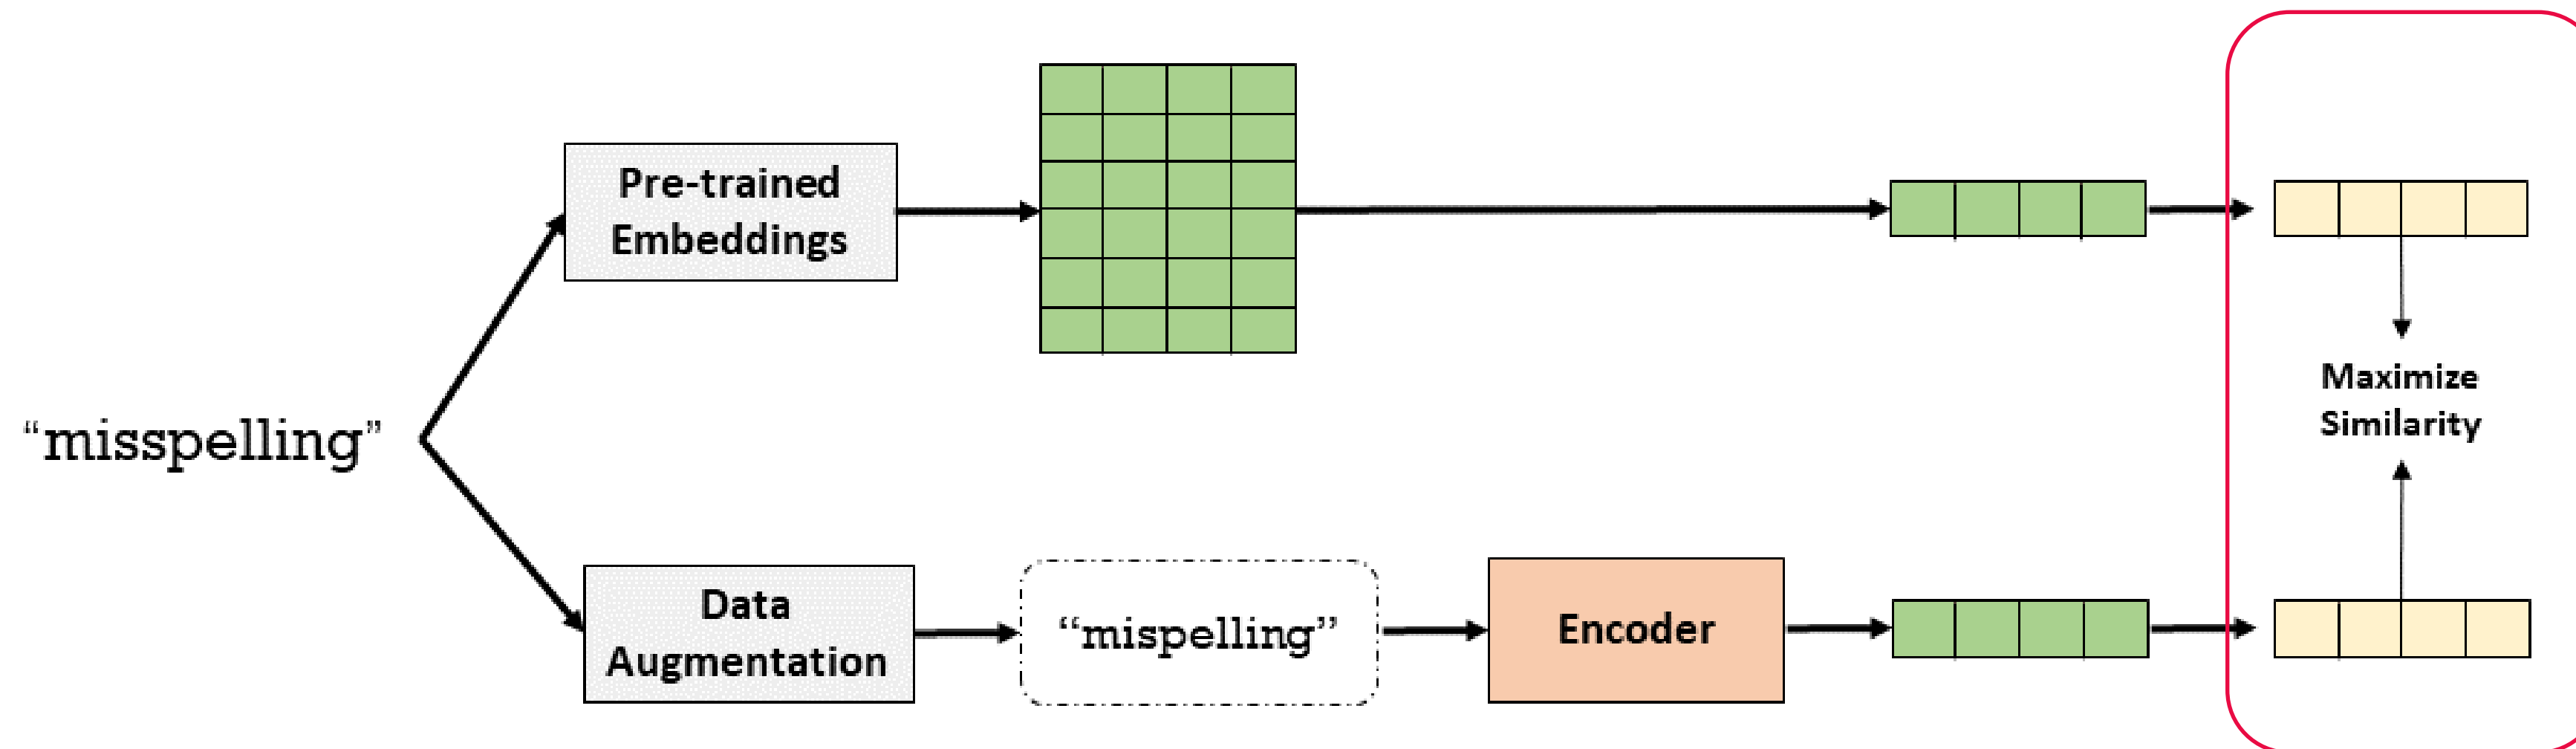 Pre-trained
Embeddings
“misspelling”
Maximize
Similarity
Data
Augmentation
“mispelling”
Encoder